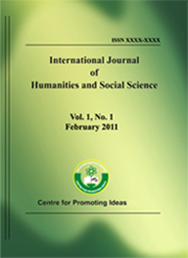 ISSN XXXX-XXXX
International Journal
of
Humanities and Social Science
Vol. 1, No. 1
February 2011
Centre for Promoting Ideas